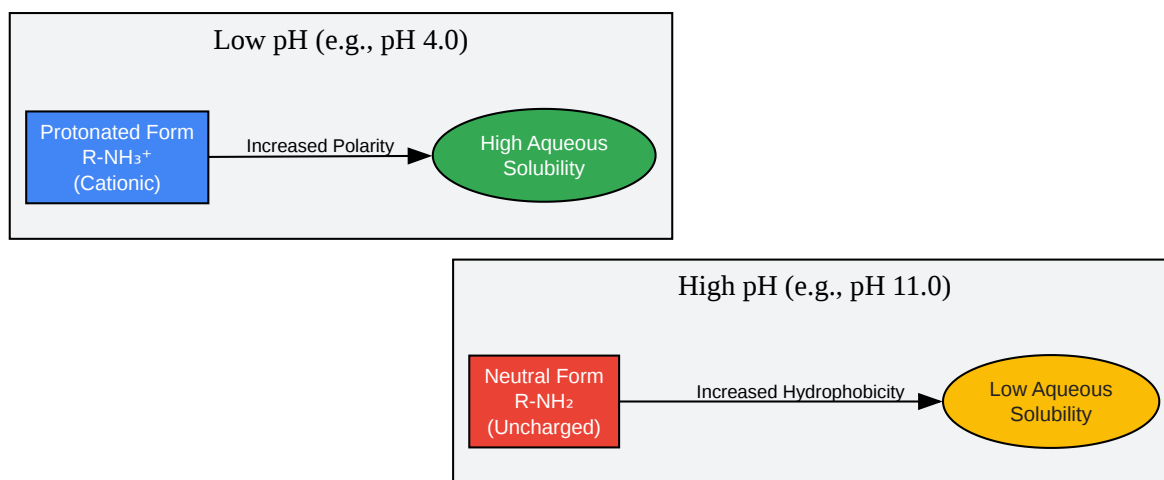 Low pH (e.g., pH 4.0)
Protonated Form
R-NH₃⁺
(Cationic)
Increased Polarity
High Aqueous
Solubility
High pH (e.g., pH 11.0)
Neutral Form
R-NH₂
(Uncharged)
Increased Hydrophobicity
Low Aqueous
Solubility